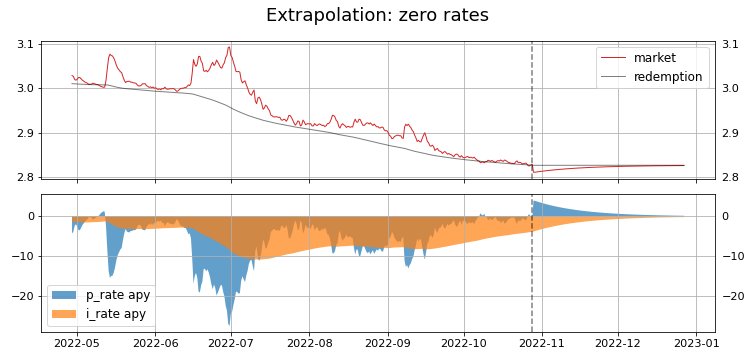 Extrapolation: zero rates
3.1 3.1
3.0 3.0
2.9 2.9
2.8 2.8
market
redemption
0 0
−10 −10
−20 −20
p_rate apy
i_rate apy
2022-05 2022-06 2022-07 2022-08 2022-09 2022-10 2022-11 2022-12 2023-01